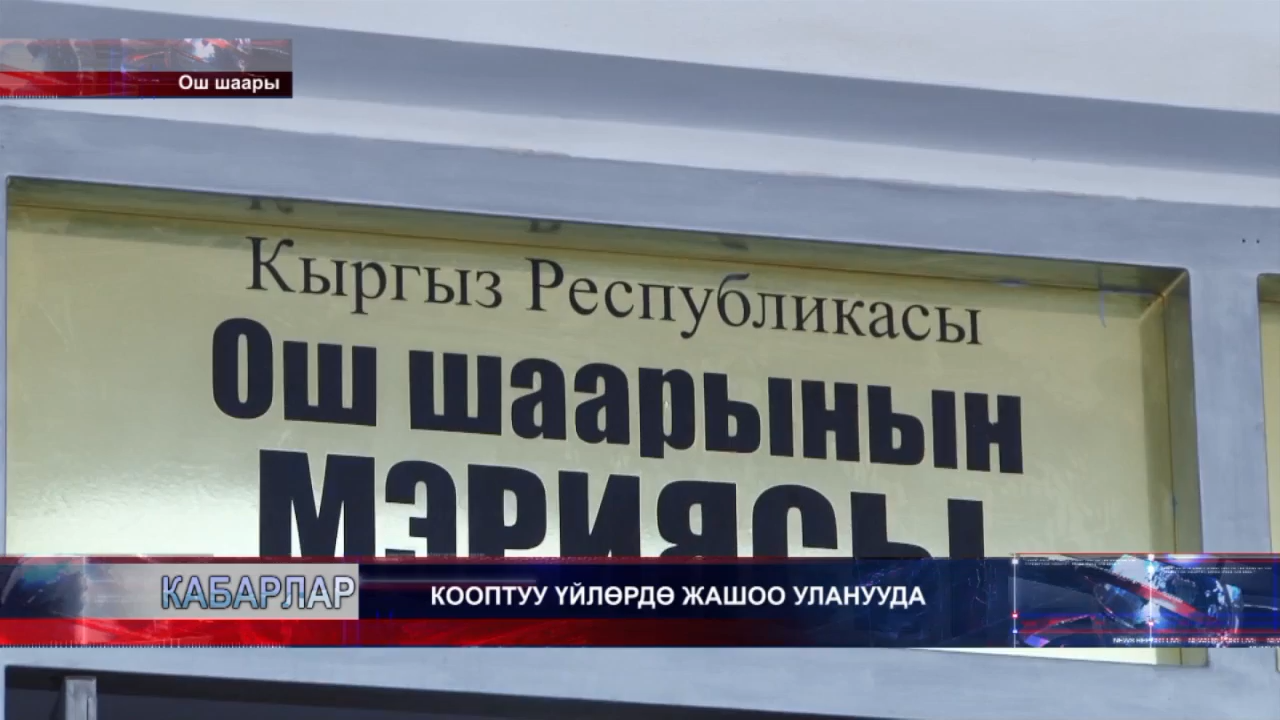 Ош шаары
Кыргыз Республикасы
Ош шаарынын
МЭРИЯСЫ
КАБАРЛАР
КООПТУУ ҮЙЛӨРДӨ ЖАШОО УЛАНУУДА